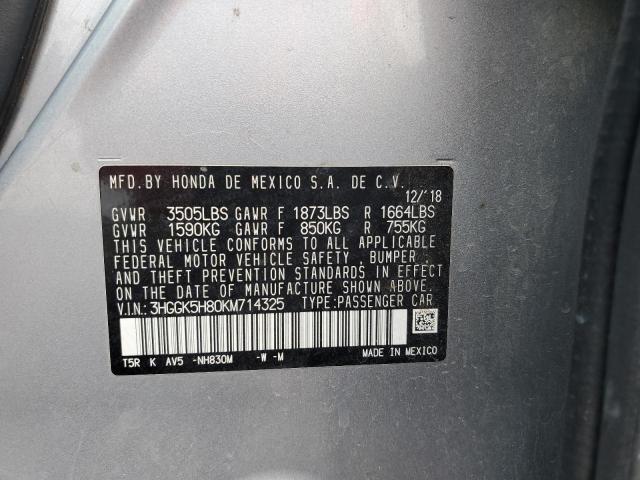 MFD.BY HONDA DE MEXICO S.A. DE C.V.
12/'18
GVWR 3505LBS GAWR F 1873LBS R 1664LBS
GVWR 1590KG GAWR F 850KG R 755KG
THIS VEHICLE CONFORMS TO ALL APPLICABLE
FEDERAL MOTOR VEHICLE SAFETY, BUMPER,
AND THEFT PREVENTION STANDARDS IN EFFECT
ON THE DATE OF MANUFACTURE SHOWN ABOVE.
V.I.N.: 3HGGK5H80KM714325 TYPE:PASSENGER CAR
T5R K AV5 -NH830M -W -M MADE IN MEXICO